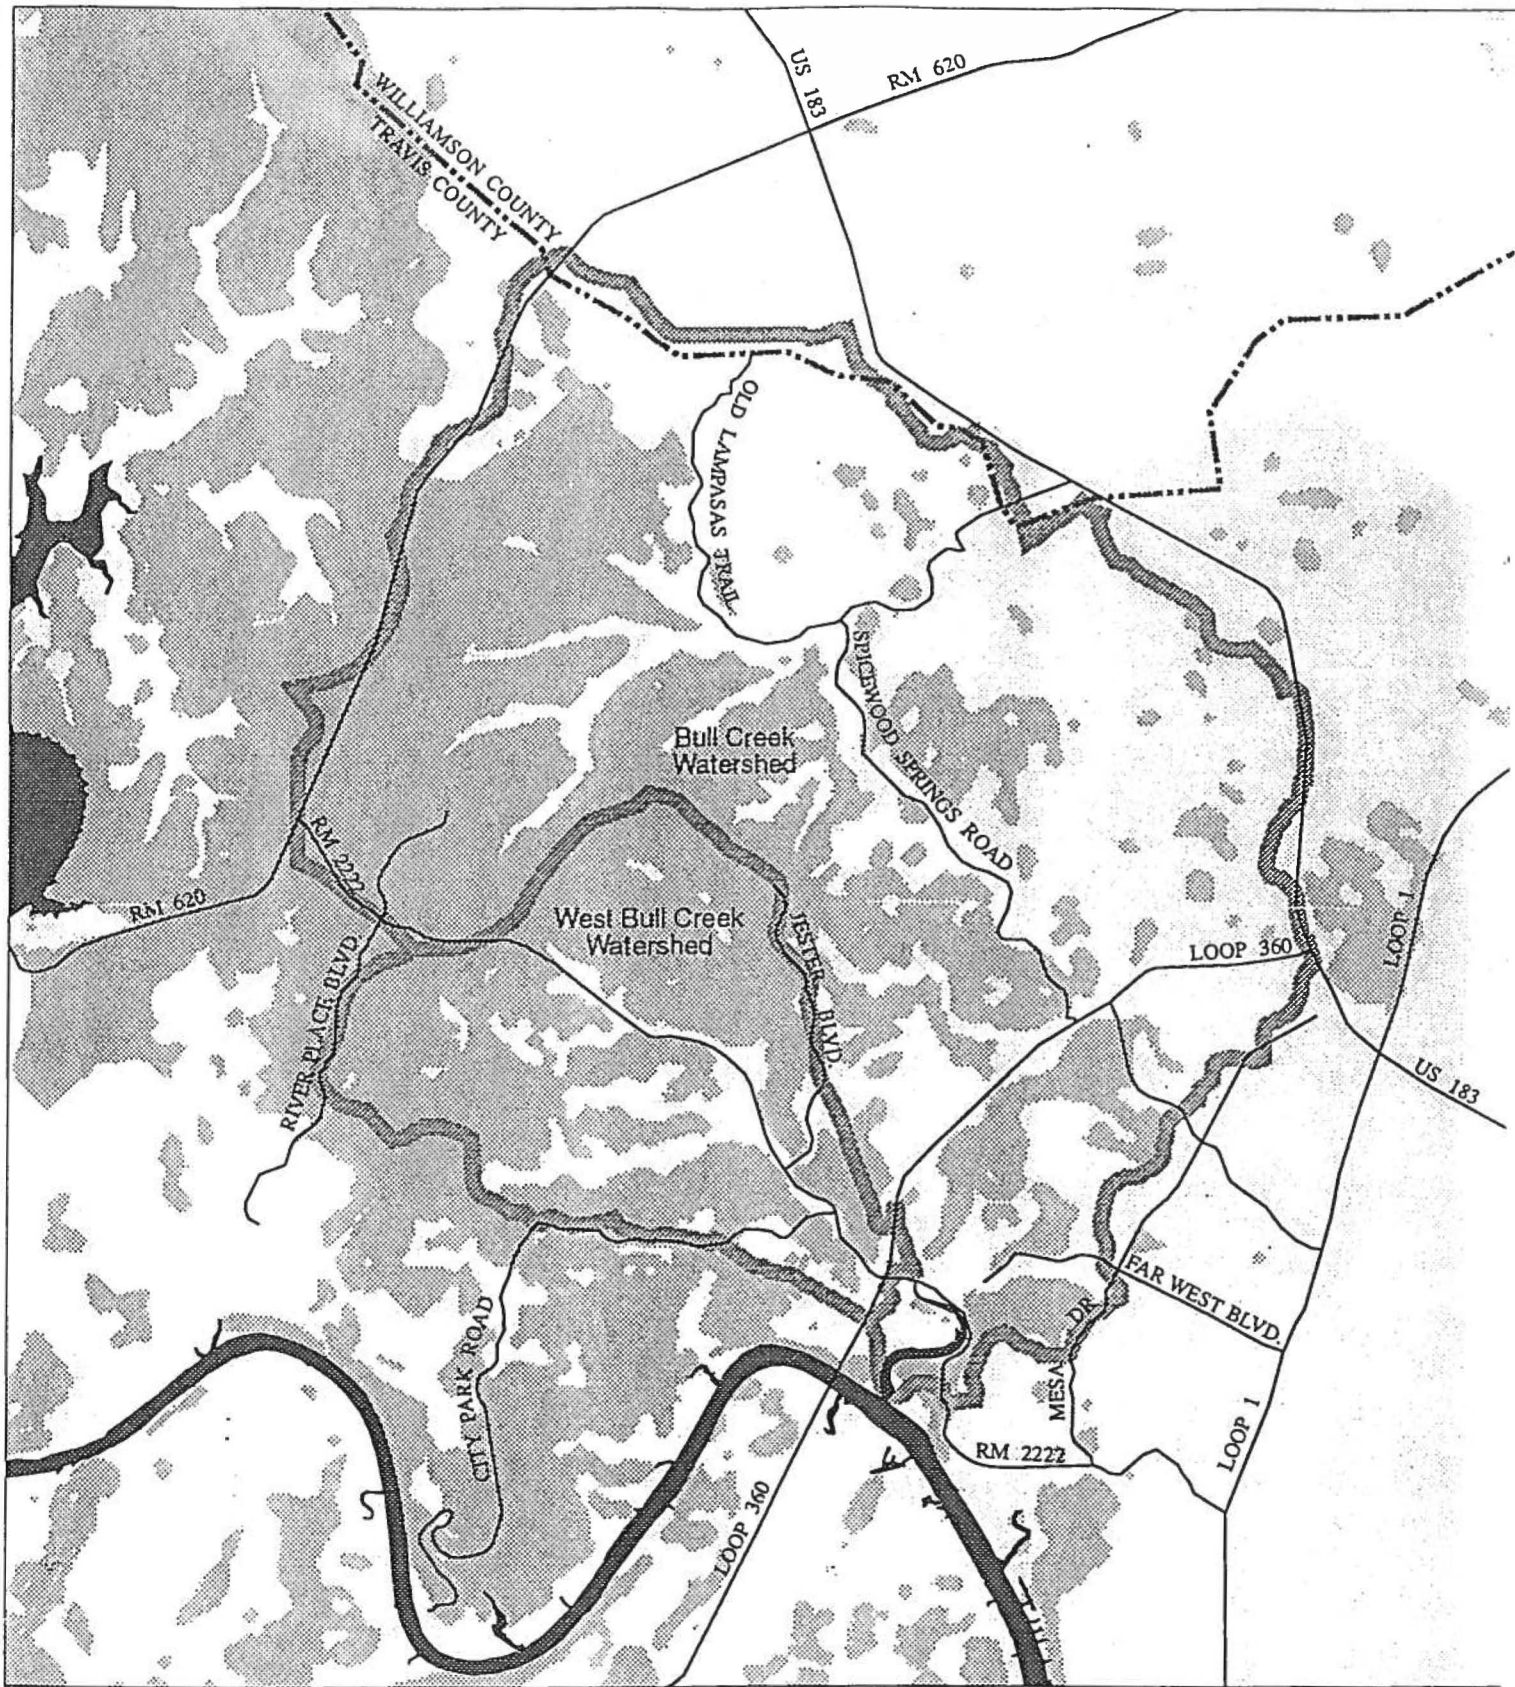 US 183
RM 620
WILLIAMSON COUNTY
TRAVIS COUNTY
OLD LAMPASAS TRAIL
SPICEWOOD SPRINGS ROAD
Bull Creek
Watershed
RM 2222
RM 620
West Bull Creek
Watershed
JESTER BLVD.
LOOP 360
LOOP 1
RIVER PLACE BLVD.
US 183
FAR WEST BLVD.
CITY PARK ROAD
MESA DR.
RM 2222
LOOP 1
LOOP 360